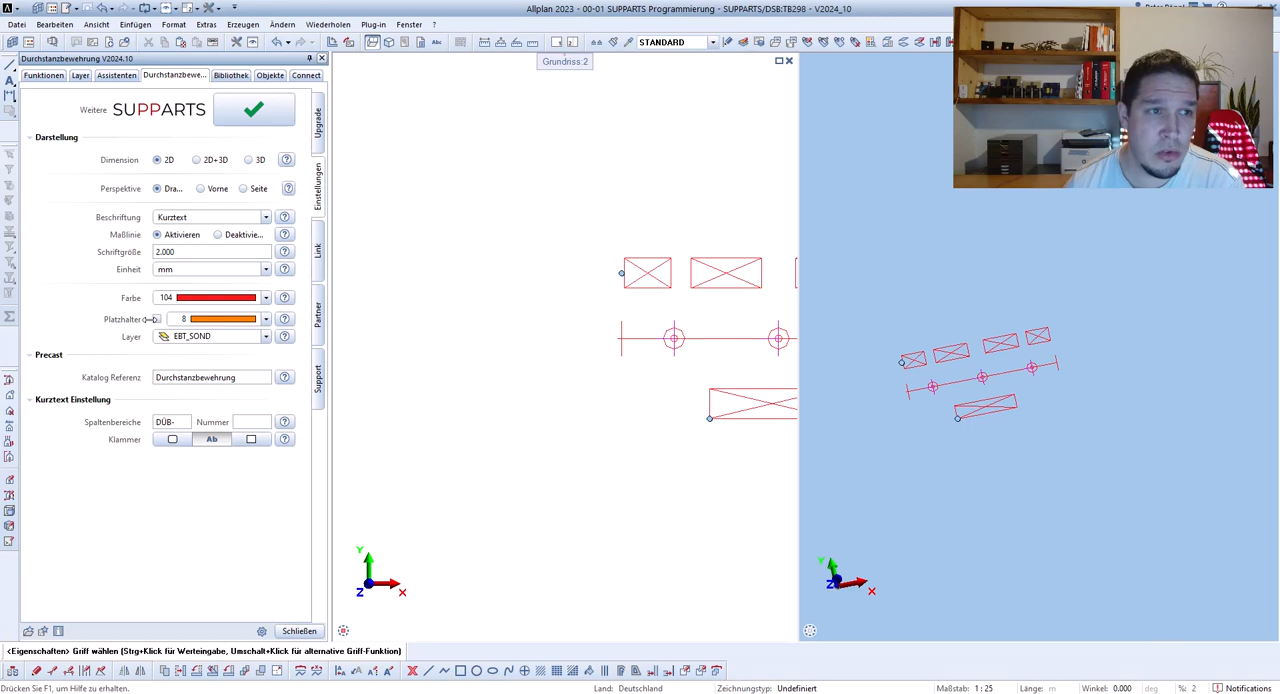 Allplan 2023 - 00-01 SUPPARTS Programmierung - SUPPARTS/DSB:TB298 - V2024_10
Datei Bearbeiten Ansicht Einfügen Format Extras Erzeugen Ändern Wiederholen Plug-in Fenster ?
Abc STANDARD
Durchstanzbewehrung V2024.10
Grundriss:2
Funktionen Layer Assistenten Durchstanzbewe... Bibliothek Objekte Connect
Weitere SUPPARTS
Upgrade
Einstellungen
Link
Partner
Support
Darstellung
Dimension 2D 2D+3D 3D ?
Perspektive Dra... Vorne Seite ?
Beschriftung Kurztext ?
Maßlinie Aktivieren Deaktivie... ?
Schriftgröße 2.000 ?
Einheit mm ?
Farbe 104 ?
Platzhalter 8 ?
Layer EBT_SOND ?
Precast
Katalog Referenz Durchstanzbewehrung ?
Kurztext Einstellung
Spaltenbereiche DÜB- Nummer ?
Klammer Ab ?
Y
Z X
Y
Z X
Schließen
<Eigenschaften> Griff wählen (Strg+Klick für Werteingabe, Umschalt+Klick für alternative Griff-Funktion)
Drücken Sie F1, um Hilfe zu erhalten. Land: Deutschland Zeichnungstyp: Undefiniert Maßstab: 1 : 25 Länge: m Winkel: 0.000 deg %: 2 Notifications